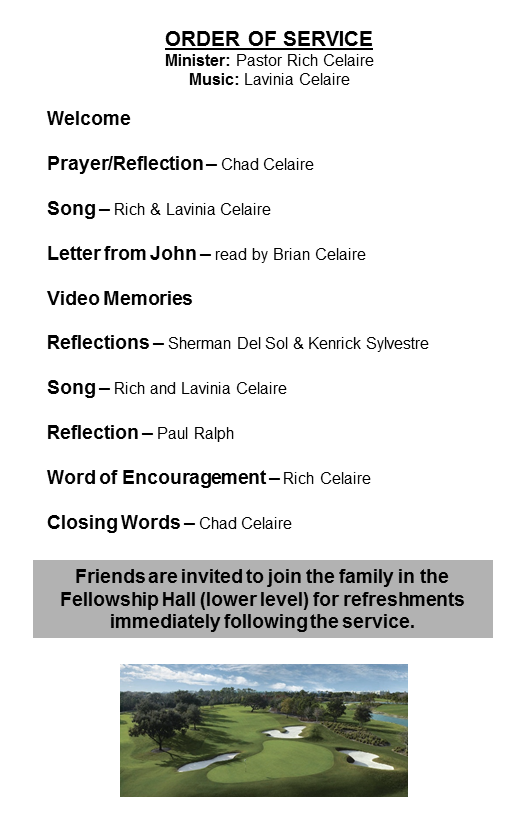 ORDER OF SERVICE
Minister: Pastor Rich Celaire
Music: Lavinia Celaire
Welcome
Prayer/Reflection – Chad Celaire
Song – Rich & Lavinia Celaire
Letter from John – read by Brian Celaire
Video Memories
Reflections – Sherman Del Sol & Kenrick Sylvestre
Song – Rich and Lavinia Celaire
Reflection – Paul Ralph
Word of Encouragement – Rich Celaire
Closing Words – Chad Celaire
Friends are invited to join the family in the
Fellowship Hall (lower level) for refreshments
immediately following the service.